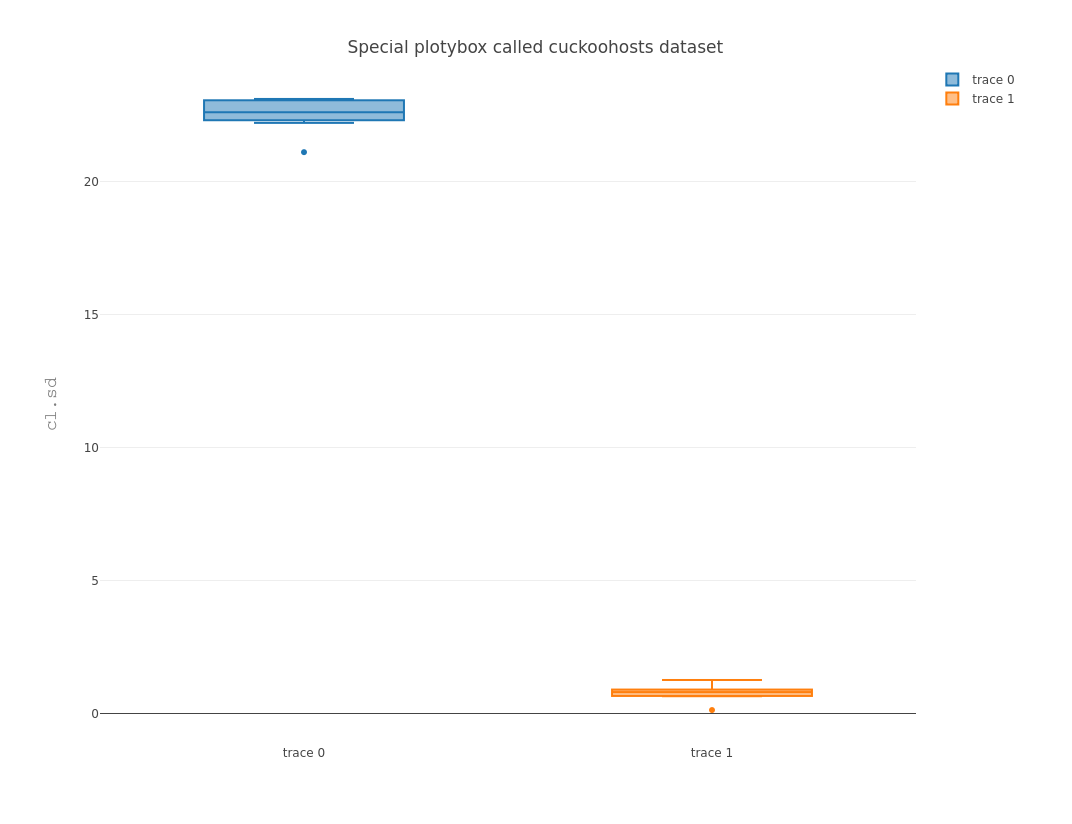 Special plotybox called cuckoohosts dataset
trace 0
trace 1
20
15
10
5
0
cl.sd
trace 0
trace 1